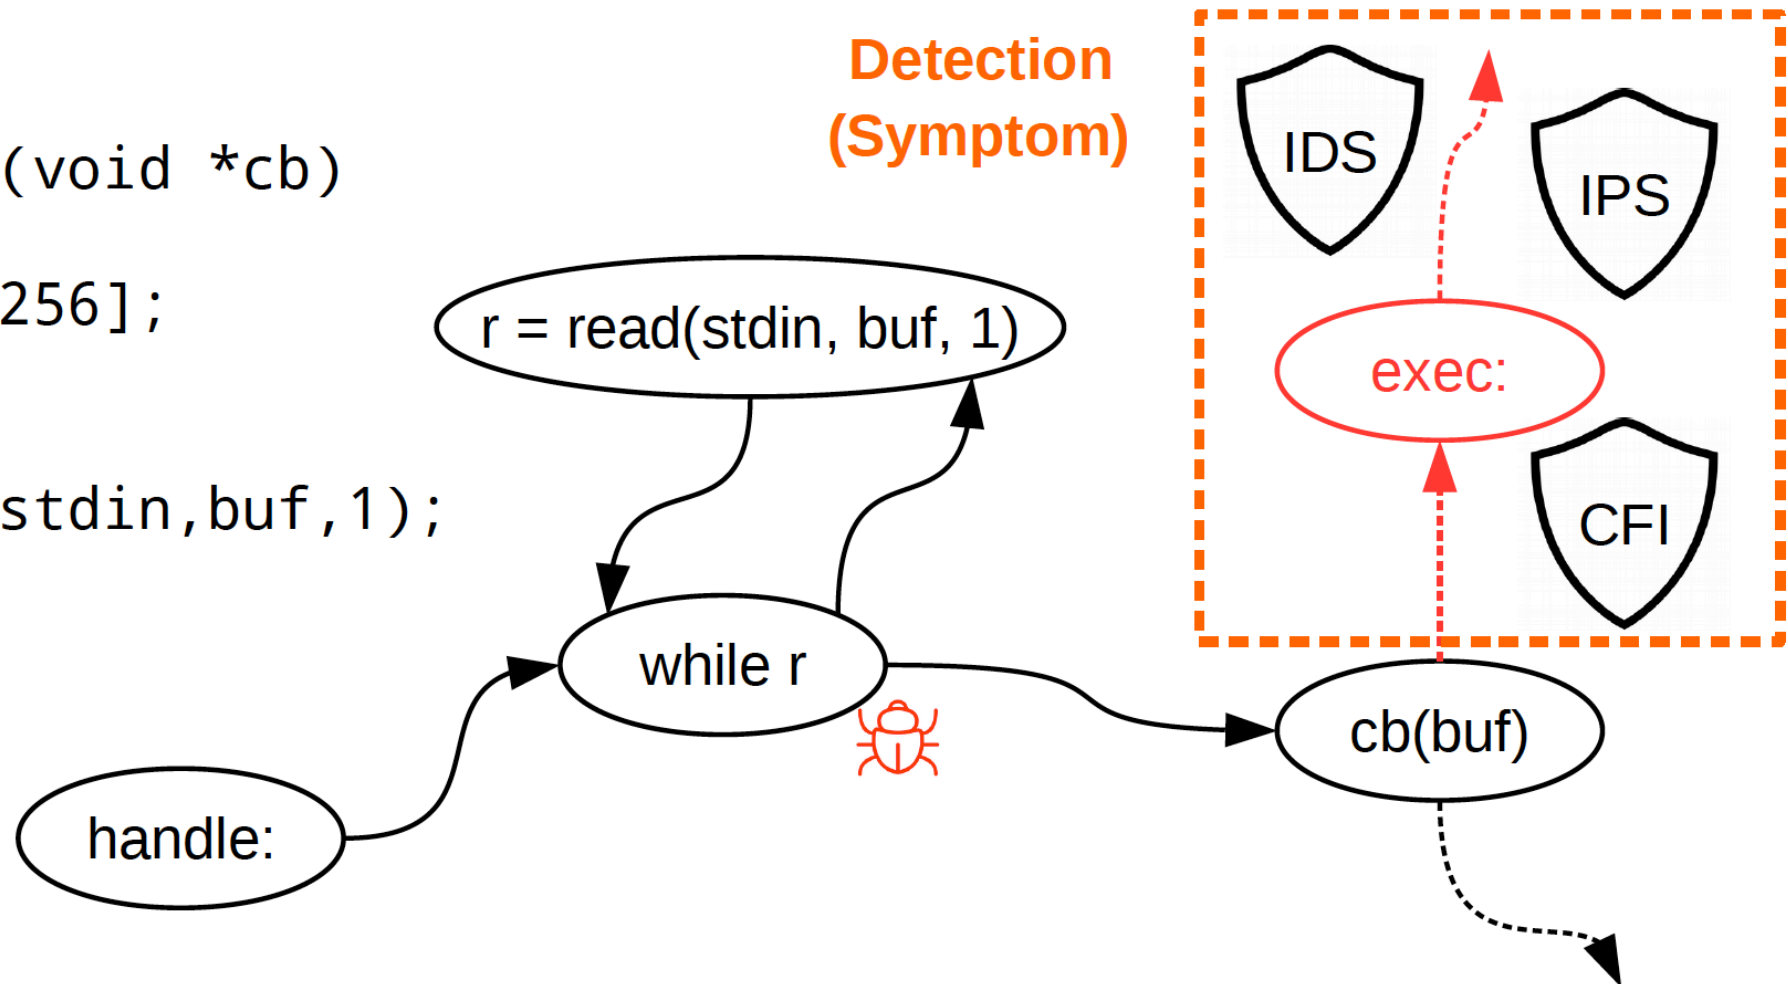 Detection
(Symptom)
(void *cb)
256];
stdin,buf,1);
r = read(stdin, buf, 1)
while r
handle:
cb(buf)
exec:
IDS
IPS
CFI